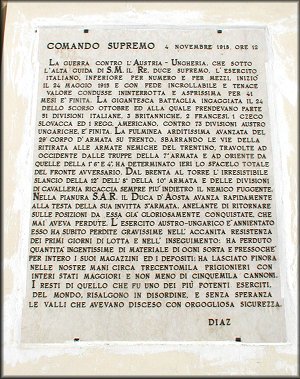 COMANDO SUPREMO 4 NOVEMBRE 1918, ORE 12
LA GUERRA CONTRO L'AUSTRIA - UNGHERIA, CHE SOTTO
L'ALTA GUIDA DI S.M. IL RE, DUCE SUPREMO, L'ESERCITO
ITALIANO, INFERIORE PER NUMERO E PER MEZZI, INIZIÒ
IL 24 MAGGIO 1915 E CON FEDE INCROLLABILE E TENACE
VALORE CONDUSSE ININTERROTTA E ASPRISSIMA PER 41
MESI È FINITA. LA GIGANTESCA BATTAGLIA INGAGGIATA IL 24
DELLO SCORSO OTTOBRE ED ALLA QUALE PRENDEVANO PARTE
51 DIVISIONI ITALIANE, 3 BRITANNICHE, 2 FRANCESI, 1 CZECO
SLOVACCA ED 1 REGG. AMERICANO, CONTRO 73 DIVISIONI AUSTRO
UNGARICHE, È FINITA. LA FULMINEA ARDITISSIMA AVANZATA DEL
29° CORPO D'ARMATA SU TRENTO, SBARRANDO LE VIE DELLA
RITIRATA ALLE ARMATE NEMICHE DEL TRENTINO, TRAVOLTE AD
OCCIDENTE DALLE TRUPPE DELLA 7ª ARMATA E AD ORIENTE DA
QUELLE DELLA 1ª 6ª E 4ª, HA DETERMINATO IERI LO SFACELO TOTALE
DEL FRONTE AVVERSARIO. DAL BRENTA AL TORRE L'IRRESISTIBILE
SLANCIO DELLA 12ª DELL' 8ª DELLA 10ª ARMATA E DELLE DIVISIONI
DI CAVALLERIA RICACCIA SEMPRE PIÙ INDIETRO IL NEMICO FUGGENTE.
NELLA PIANURA S.A.R. IL DUCA D'AOSTA AVANZA RAPIDAMENTE
ALLA TESTA DELLA SUA INVITTA 3ª ARMATA, ANELANTE DI RITORNARE
SULLE POSIZIONI DA ESSA GIÀ GLORIOSAMENTE CONQUISTATE, CHE
MAI AVEVA PERDUTE. L'ESERCITO AUSTRO-UNGARICO È ANNIENTATO
ESSO HA SUBITO PERDITE GRAVISSIME NELL' ACCANITA RESISTENZA
DEI PRIMI GIORNI DI LOTTA E NELL' INSEGUIMENTO: HA PERDUTO
QUANTITÀ INGENTISSIME DI MATERIALE DI OGNI SORTA E PRESSOCHÉ
PER INTERO I SUOI MAGAZZINI ED I DEPOSITI: HA LASCIATO FINORA
NELLE NOSTRE MANI CIRCA TRECENTOMILA PRIGIONIERI CON
INTERI STATI MAGGIORI E NON MENO DI CINQUEMILA CANNONI.
I RESTI DI QUELLO CHE FU UNO DEI PIÙ POTENTI ESERCITI,
DEL MONDO, RISALGONO IN DISORDINE, E SENZA SPERANZA
LE VALLI CHE AVEVANO DISCESO CON ORGOGLIOSA SICUREZZA.
DIAZ